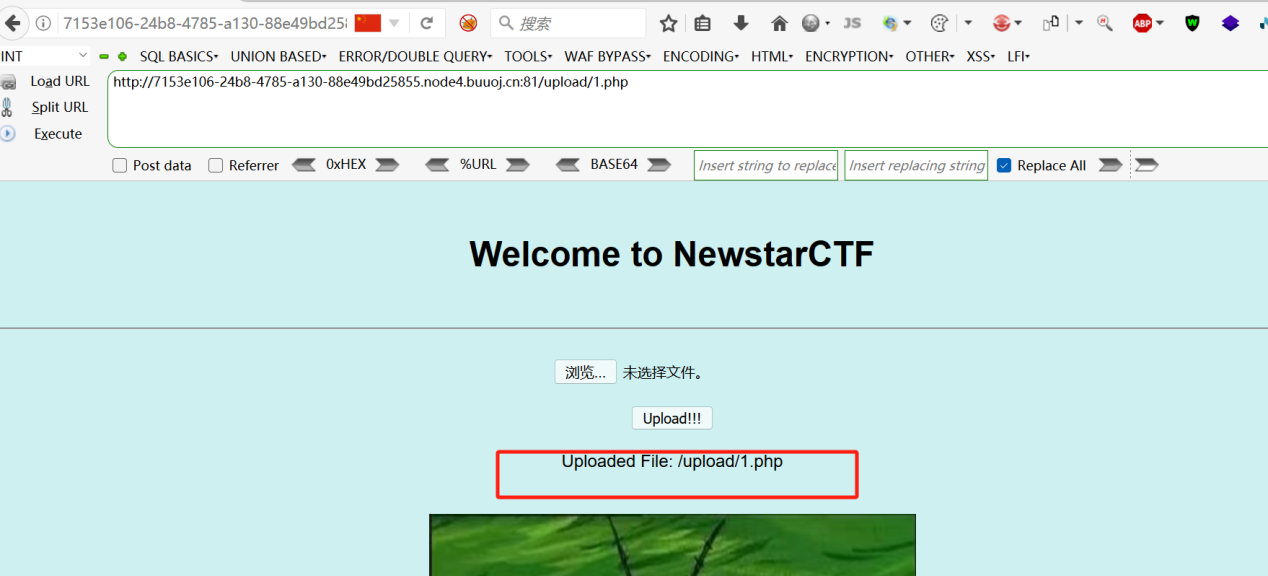 7153e106-24b8-4785-a130-88e49bd25
搜索
JS
ABP
W
INT
SQL BASICS
UNION BASED
ERROR/DOUBLE QUERY
TOOLS
WAF BYPASS
ENCODING
HTML
ENCRYPTION
OTHER
XSS
LFI
Load URL
http://7153e106-24b8-4785-a130-88e49bd25855.node4.buuoj.cn:81/upload/1.php
Split URL
Execute
Post data
Referrer
0xHEX
%URL
BASE64
Insert string to replace
Insert replacing string
Replace All
Welcome to NewstarCTF
浏览... 未选择文件。
Upload!!!
Uploaded File: /upload/1.php